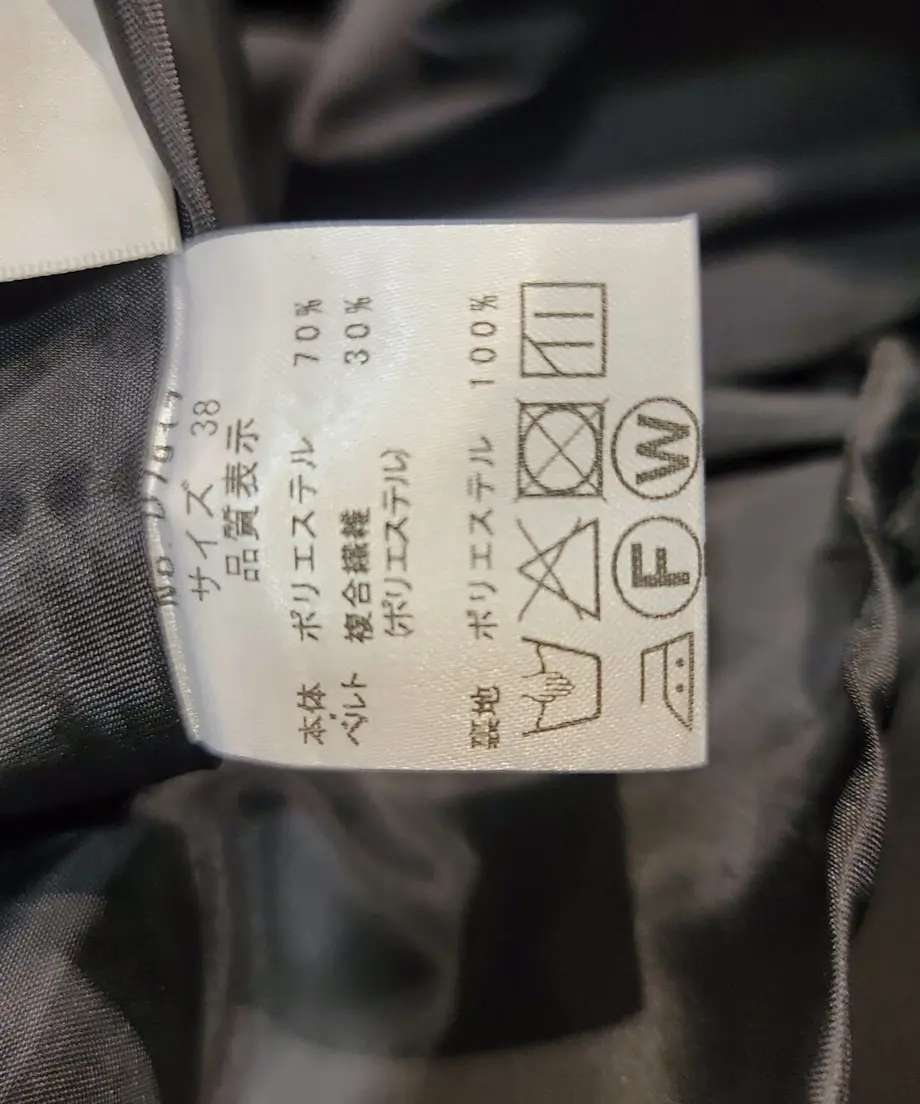 サイズ 38
品質表示
本体 ポリエステル 70%
ベルト 複合繊維 30%
(ポリエステル)
裏地 ポリエステル 100%
F W